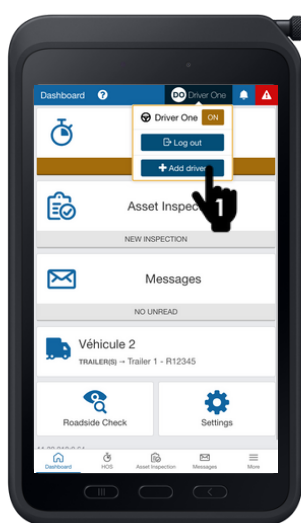 Dashboard ? DO Driver One
Driver One ON
Log out
+ Add driver
1
Asset Inspec
NEW INSPECTION
Messages
NO UNREAD
Véhicule 2
TRAILER(S) → Trailer 1 - R12345
Roadside Check
Settings
Dashboard
HOS
Asset Inspection
Messages
More